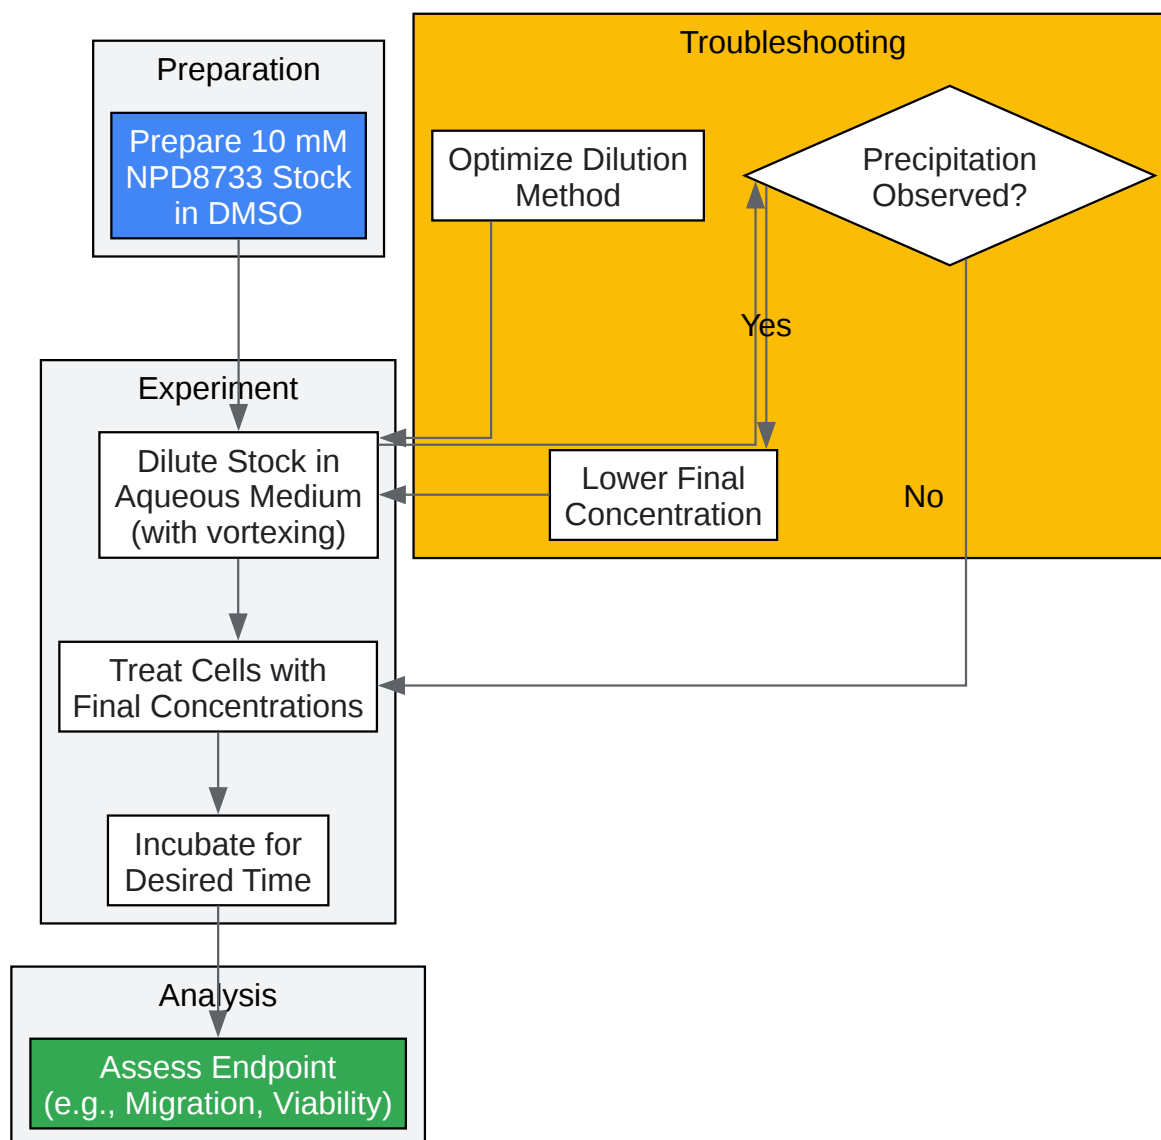 Preparation
Prepare 10 mM
NPD8733 Stock
in DMSO
Troubleshooting
Optimize Dilution
Method
Precipitation
Observed?
Yes
No
Lower Final
Concentration
Experiment
Dilute Stock in
Aqueous Medium
(with vortexing)
Treat Cells with
Final Concentrations
Incubate for
Desired Time
Analysis
Assess Endpoint
(e.g., Migration, Viability)